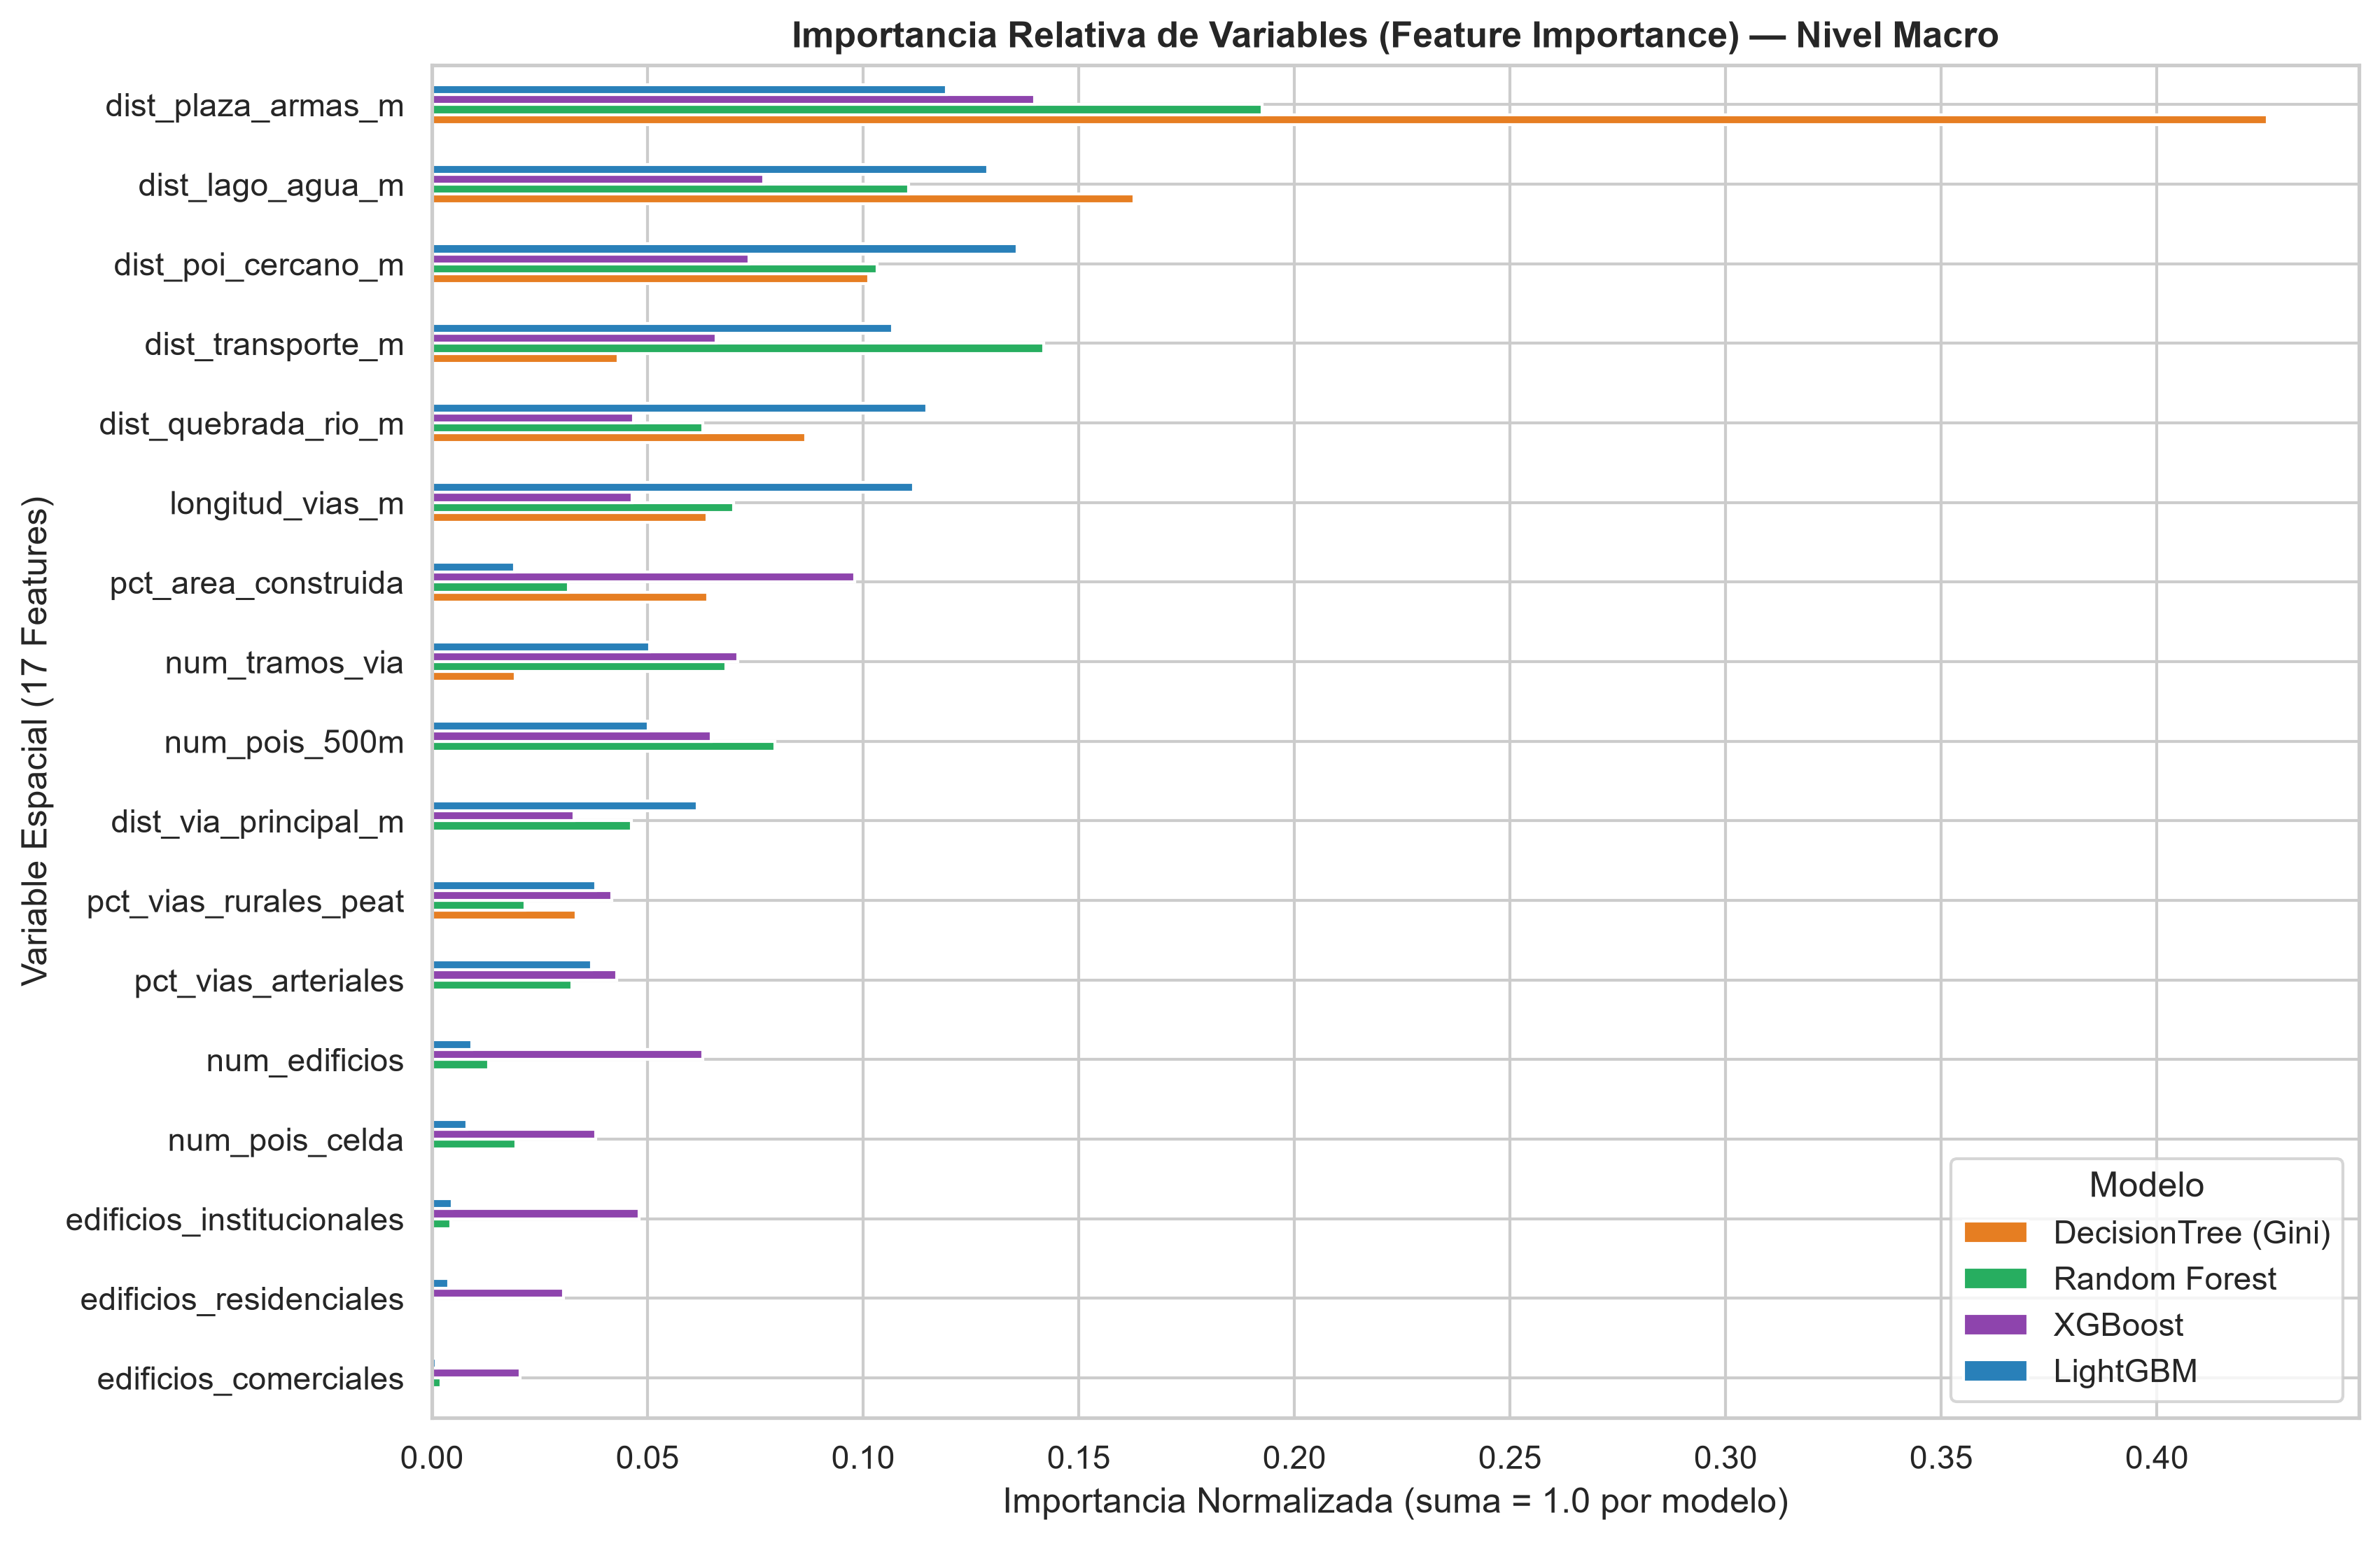 Importancia Relativa de Variables (Feature Importance) — Nivel Macro
Variable Espacial (17 Features)
dist_plaza_armas_m
dist_lago_agua_m
dist_poi_cercano_m
dist_transporte_m
dist_quebrada_rio_m
longitud_vias_m
pct_area_construida
num_tramos_via
num_pois_500m
dist_via_principal_m
pct_vias_rurales_peat
pct_vias_arteriales
num_edificios
num_pois_celda
edificios_institucionales
edificios_residenciales
edificios_comerciales
Modelo
DecisionTree (Gini)
Random Forest
XGBoost
LightGBM
0.00 0.05 0.10 0.15 0.20 0.25 0.30 0.35 0.40
Importancia Normalizada (suma = 1.0 por modelo)